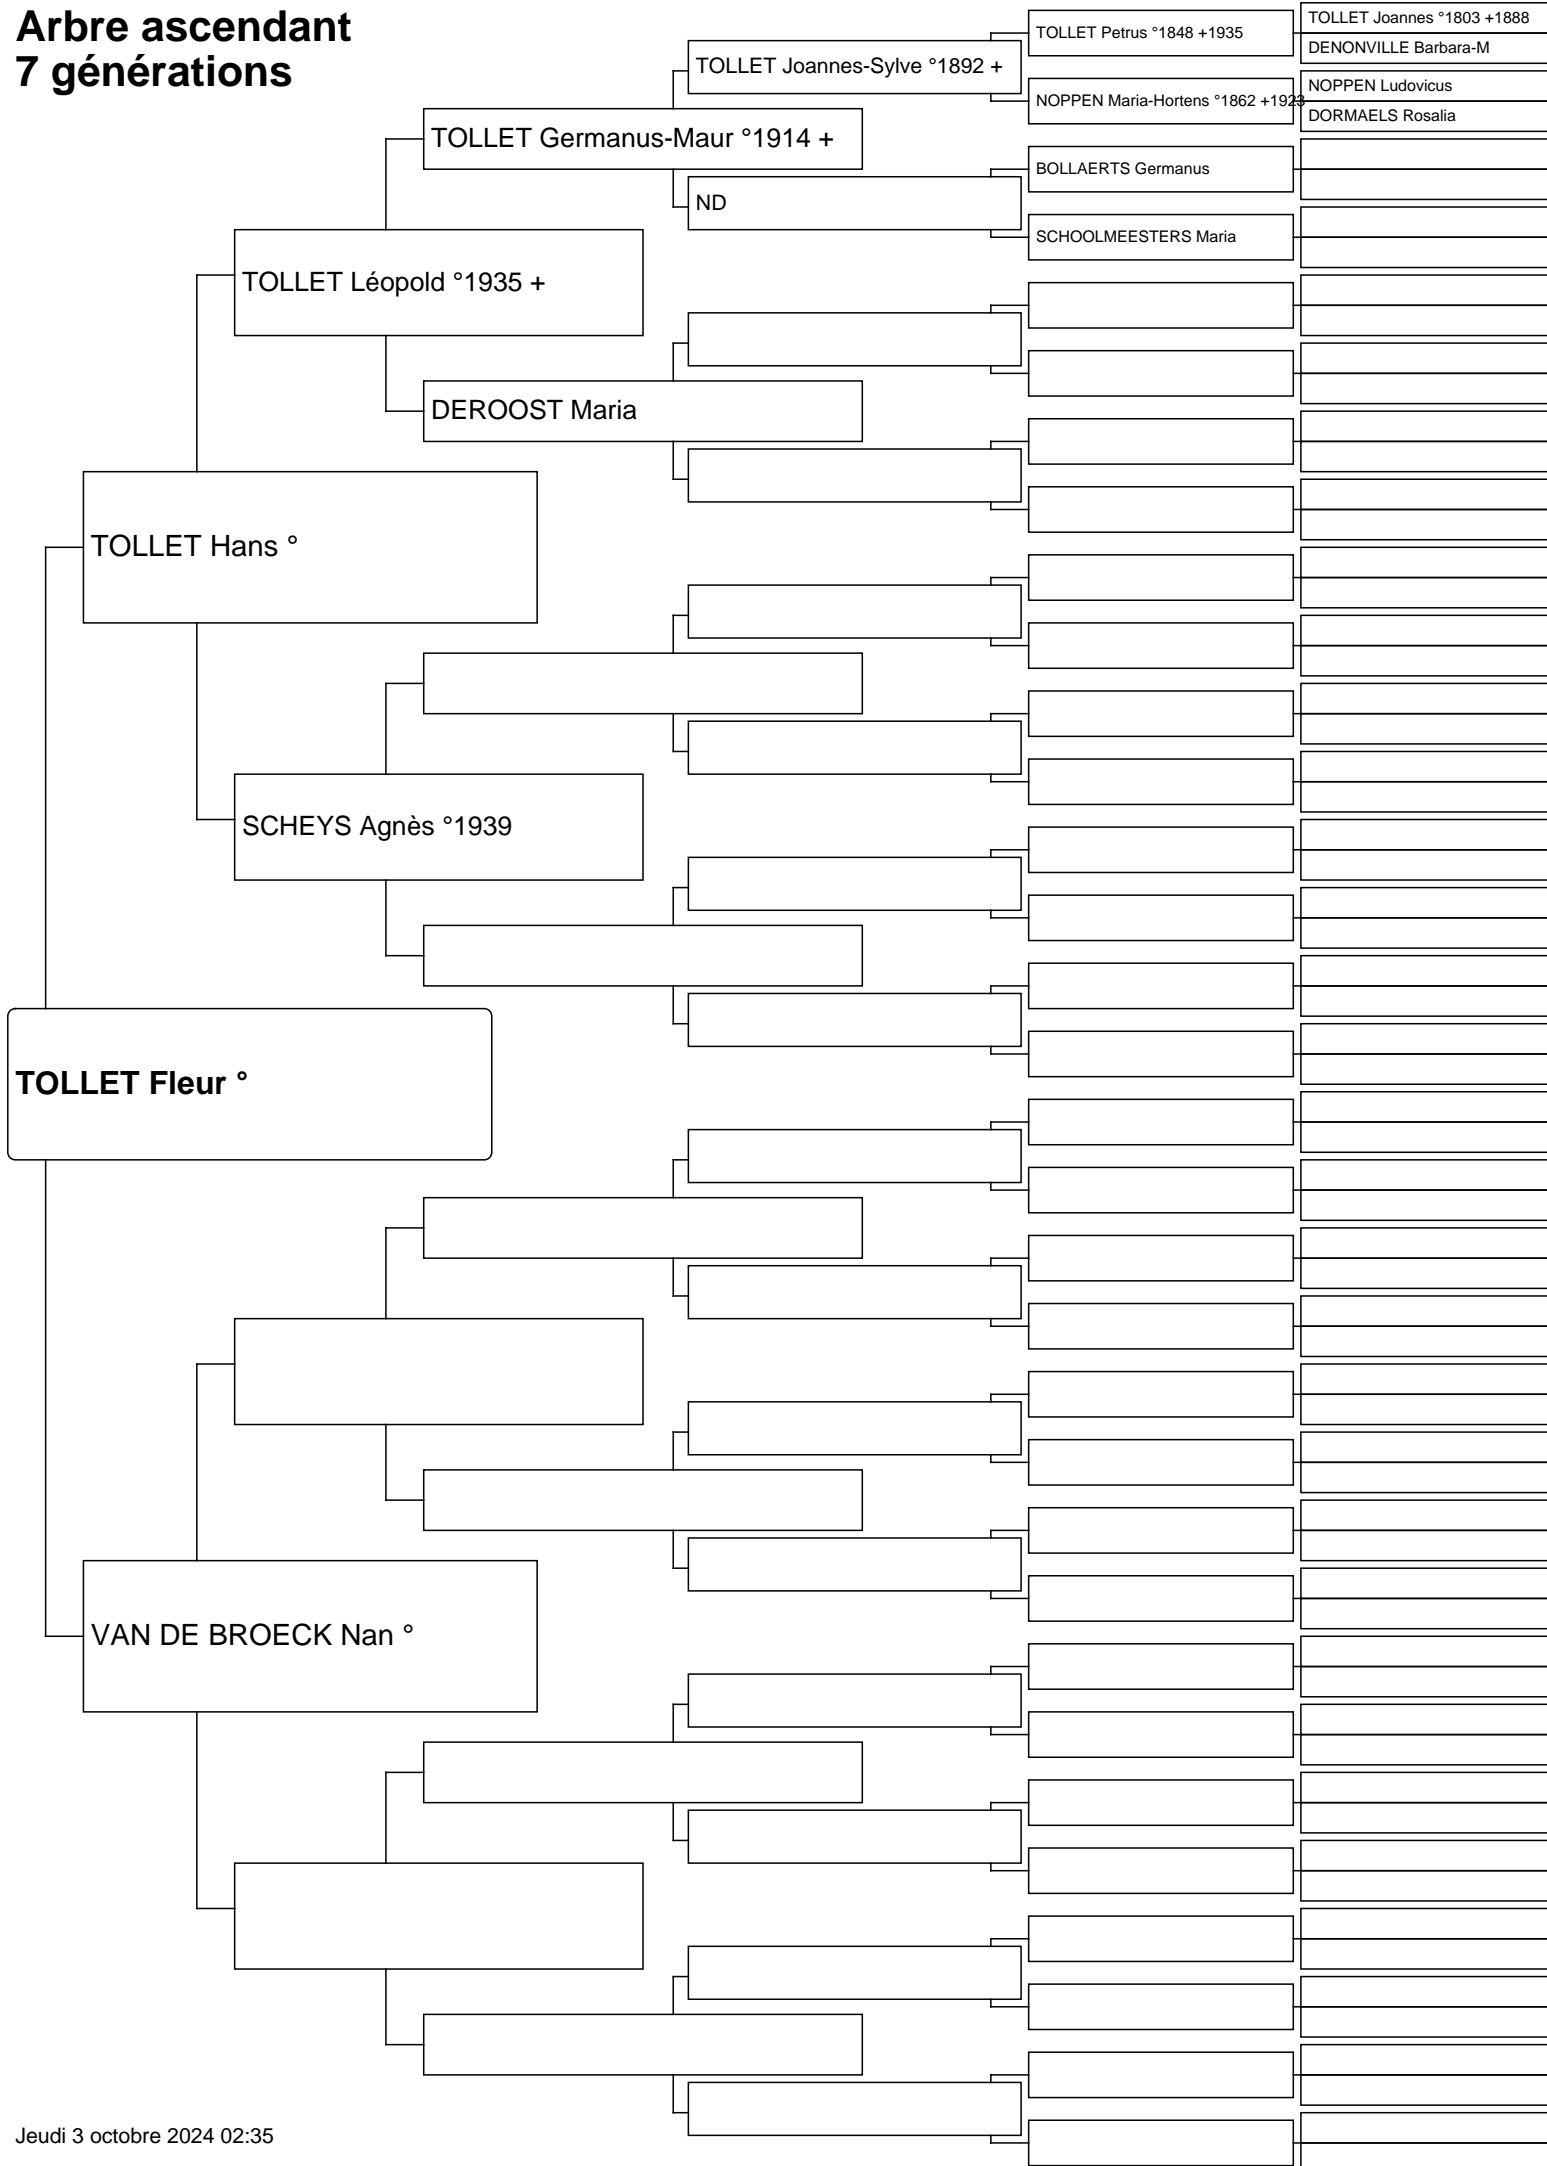 Arbre ascendant
7 générations
TOLLET Joannes °1803 +1888
TOLLET Petrus °1848 +1935
DENONVILLE Barbara-M
TOLLET Joannes-Sylve °1892 +
NOPPEN Ludovicus
NOPPEN Maria-Hortens °1862 +1923
DORMAELS Rosalia
TOLLET Germanus-Maur °1914 +
BOLLAERTS Germanus
ND
SCHOOLMEESTERS Maria
TOLLET Léopold °1935 +
DEROOST Maria
TOLLET Hans °
SCHEYS Agnès °1939
TOLLET Fleur °
VAN DE BROECK Nan °
Jeudi 3 octobre 2024 02:35